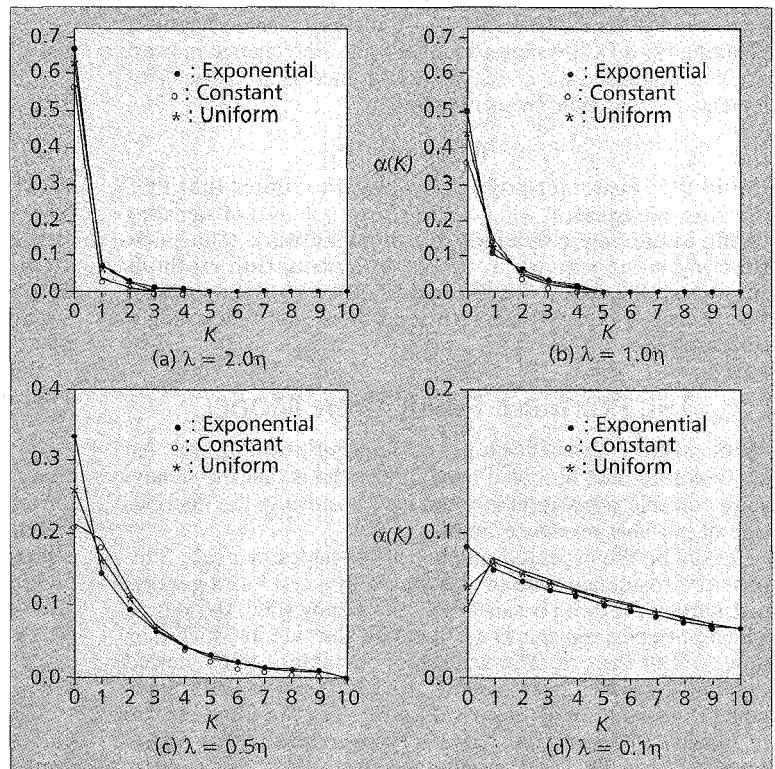 0.7
0.6
0.5
0.4
0.3
0.2
0.1
0.0
0 1 2 3 4 5 6 7 8 9 10
K
• : Exponential
○ : Constant
* : Uniform
(a) λ = 2.0η
0.7
0.6
0.5
0.4
α(K)
0.3
0.2
0.1
0.0
0 1 2 3 4 5 6 7 8 9 10
K
• : Exponential
○ : Constant
* : Uniform
(b) λ = 1.0η
0.4
0.3
0.2
0.1
0.0
0 1 2 3 4 5 6 7 8 9 10
K
• : Exponential
○ : Constant
* : Uniform
(c) λ = 0.5η
0.2
α(K) 0.1
0.0
0 1 2 3 4 5 6 7 8 9 10
K
• : Exponential
○ : Constant
* : Uniform
(d) λ = 0.1η